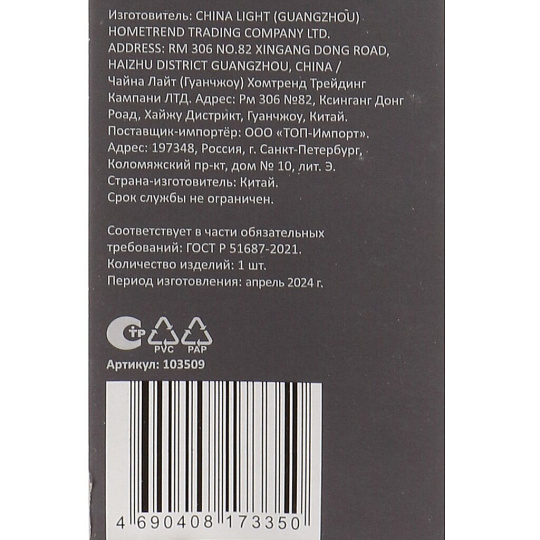 Изготовитель: CHINA LIGHT (GUANGZHOU)
HOMETREND TRADING COMPANY LTD.
ADDRESS: RM 306 NO.82 XINGANG DONG ROAD,
HAIZHU DISTRICT GUANGZHOU, CHINA /
Чайна Лайт (Гуанчжоу) Хомтренд Трейдинг
Кампани ЛТД. Адрес: Рм 306 №82, Ксинганг Донг
Роад, Хайжу Дистрикт, Гуанчжоу, Китай.
Поставщик-импортёр: ООО «ТОП-Импорт».
Адрес: 197348, Россия, г. Санкт-Петербург,
Коломяжский пр-кт, дом № 10, лит. Э.
Страна-изготовитель: Китай.
Срок службы не ограничен.
Соответствует в части обязательных
требований: ГОСТ Р 51687-2021.
Количество изделий: 1 шт.
Период изготовления: апрель 2024 г.
СТР
PVC PAP
Артикул: 103509
4 690408 173350